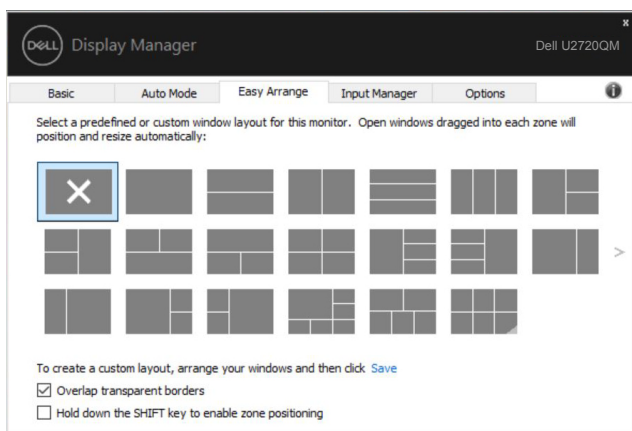 x
DELL Display Manager
Dell U2720QM
Basic Auto Mode Easy Arrange Input Manager Options i
Select a predefined or custom window layout for this monitor. Open windows dragged into each zone will
position and resize automatically:
>
To create a custom layout, arrange your windows and then click Save
Overlap transparent borders
Hold down the SHIFT key to enable zone positioning